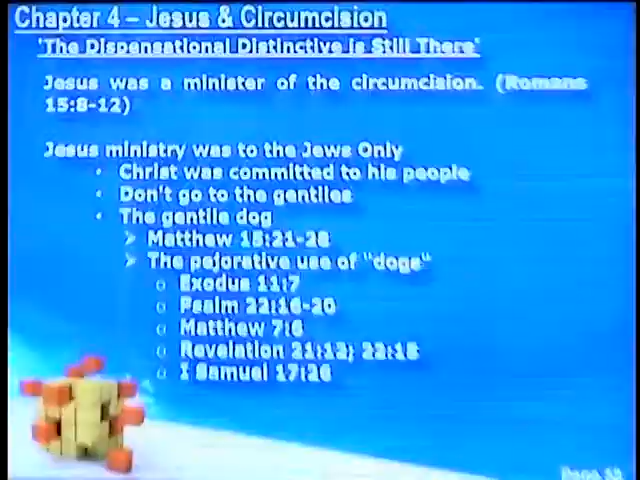 Chapter 4 – Jesus & Circumcision
'The Dispensational Distinctive is Still There'
Jesus was a minister of the circumcision. (Romans
15:8-12)
Jesus ministry was to the Jews Only
• Christ was committed to his people
• Don't go to the gentiles
• The gentile dog
➢ Matthew 15:21-28
➢ The pejorative use of "dogs"
o Exodus 11:7
o Psalm 22:16-20
o Matthew 7:6
o Revelation 21:12; 22:15
o I Samuel 17:26
Page